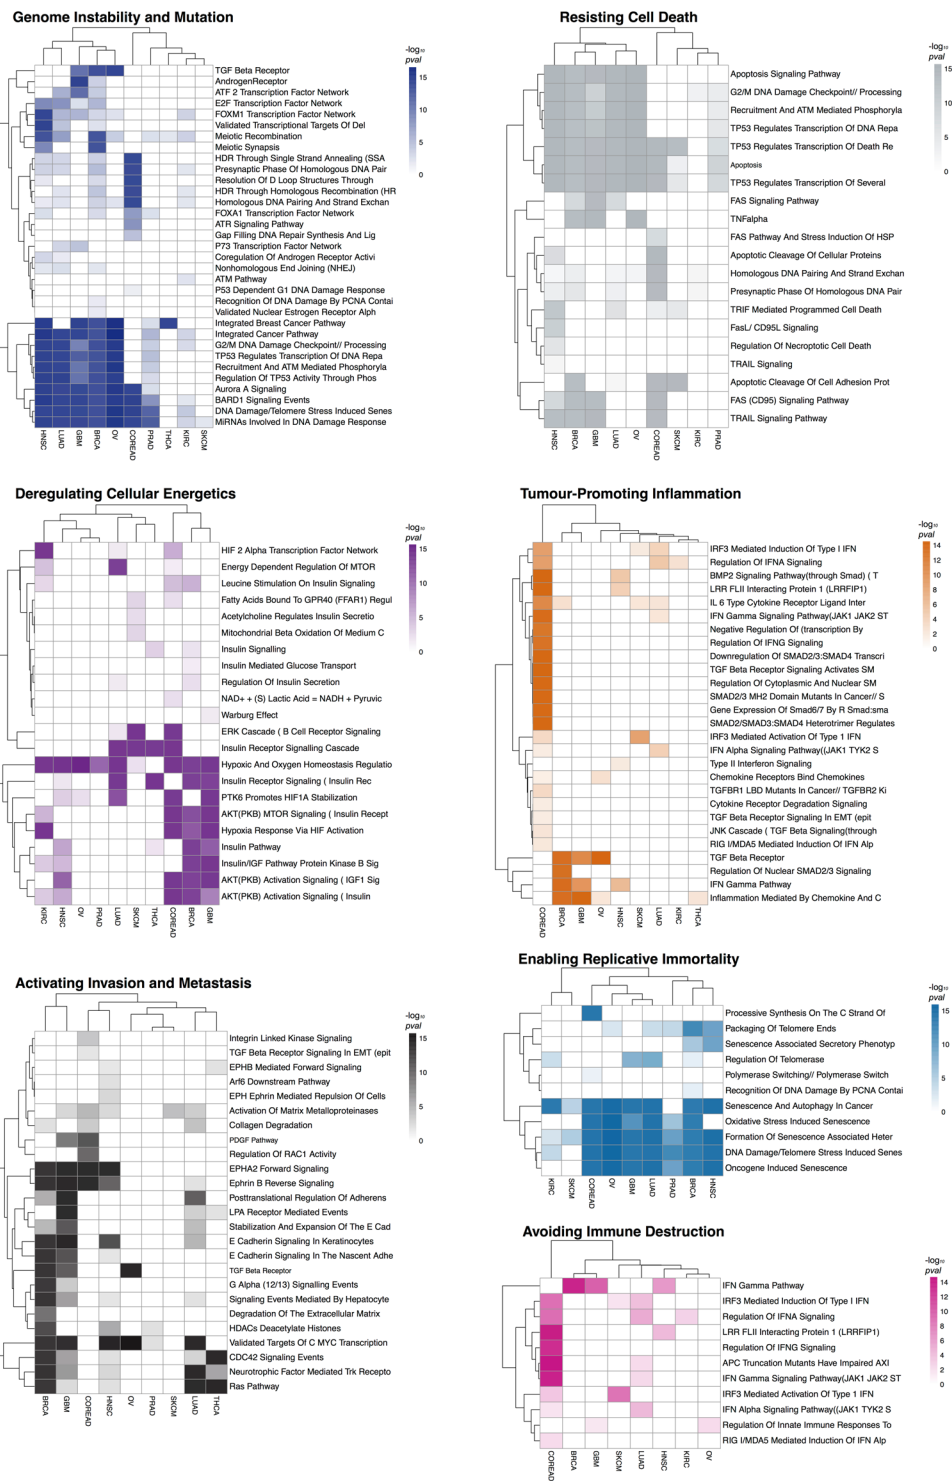 Genome Instability and Mutation
-log₁₀
pval
15
10
5
0
TGF Beta Receptor
AndrogenReceptor
ATF 2 Transcription Factor Network
E2F Transcription Factor Network
FOXM1 Transcription Factor Network
Validated Transcriptional Targets Of Del
Meiotic Recombination
Meiotic Synapsis
HDR Through Single Strand Annealing (SSA
Presynaptic Phase Of Homologous DNA Pair
Resolution Of D Loop Structures Through
HDR Through Homologous Recombination (HR
Homologous DNA Pairing And Strand Exchan
FOXA1 Transcription Factor Network
ATR Signaling Pathway
Gap Filling DNA Repair Synthesis And Lig
P73 Transcription Factor Network
Coregulation Of Androgen Receptor Activi
Nonhomologous End Joining (NHEJ)
ATM Pathway
P53 Dependent G1 DNA Damage Response
Recognition Of DNA Damage By PCNA Contai
Validated Nuclear Estrogen Receptor Alph
Integrated Breast Cancer Pathway
Integrated Cancer Pathway
G2/M DNA Damage Checkpoint// Processing
TP53 Regulates Transcription Of DNA Repa
Recruitment And ATM Mediated Phosphoryla
Regulation Of TP53 Activity Through Phos
Aurora A Signaling
BARD1 Signaling Events
DNA Damage/Telomere Stress Induced Senes
MiRNAs Involved In DNA Damage Response
HNSC
LUAD
GBM
BRCA
OV
COREAD
PRAD
THCA
KIRC
SKCM
Resisting Cell Death
-log₁₀
pval
15
10
5
0
Apoptosis Signaling Pathway
G2/M DNA Damage Checkpoint// Processing
Recruitment And ATM Mediated Phosphoryla
TP53 Regulates Transcription Of DNA Repa
TP53 Regulates Transcription Of Death Re
Apoptosis
TP53 Regulates Transcription Of Several
FAS Signaling Pathway
TNFalpha
FAS Pathway And Stress Induction Of HSP
Apoptotic Cleavage Of Cellular Proteins
Homologous DNA Pairing And Strand Exchan
Presynaptic Phase Of Homologous DNA Pair
TRIF Mediated Programmed Cell Death
FasL/ CD95L Signaling
Regulation Of Necroptotic Cell Death
TRAIL Signaling
Apoptotic Cleavage Of Cell Adhesion Prot
FAS (CD95) Signaling Pathway
TRAIL Signaling Pathway
HNSC
BRCA
GBM
LUAD
OV
COREAD
SKCM
KIRC
PRAD
Deregulating Cellular Energetics
-log₁₀
pval
15
10
5
0
HIF 2 Alpha Transcription Factor Network
Energy Dependent Regulation Of MTOR
Leucine Stimulation On Insulin Signaling
Fatty Acids Bound To GPR40 (FFAR1) Regul
Acetylcholine Regulates Insulin Secretio
Mitochondrial Beta Oxidation Of Medium C
Insulin Signalling
Insulin Mediated Glucose Transport
Regulation Of Insulin Secretion
NAD+ + (S) Lactic Acid = NADH + Pyruvic
Warburg Effect
ERK Cascade ( B Cell Receptor Signaling
Insulin Receptor Signalling Cascade
Hypoxic And Oxygen Homeostasis Regulatio
Insulin Receptor Signaling ( Insulin Rec
PTK6 Promotes HIF1A Stabilization
AKT(PKB) MTOR Signaling ( Insulin Recept
Hypoxia Response Via HIF Activation
Insulin Pathway
Insulin/IGF Pathway Protein Kinase B Sig
AKT(PKB) Activation Signaling ( IGF1 Sig
AKT(PKB) Activation Signaling ( Insulin
KIRC
HNSC
OV
PRAD
LUAD
SKCM
THCA
COREAD
BRCA
GBM
Tumour-Promoting Inflammation
-log₁₀
pval
14
12
10
8
6
4
2
0
IRF3 Mediated Induction Of Type I IFN
Regulation Of IFNA Signaling
BMP2 Signaling Pathway(through Smad) ( T
LRR FLII Interacting Protein 1 (LRRFIP1)
IL 6 Type Cytokine Receptor Ligand Inter
IFN Gamma Signaling Pathway(JAK1 JAK2 ST
Negative Regulation Of (transcription By
Regulation Of IFNG Signaling
Downregulation Of SMAD2/3:SMAD4 Transcri
TGF Beta Receptor Signaling Activates SM
Regulation Of Cytoplasmic And Nuclear SM
SMAD2/3 MH2 Domain Mutants In Cancer// S
Gene Expression Of Smad6/7 By R Smad:sma
SMAD2/SMAD3:SMAD4 Heterotrimer Regulates
IRF3 Mediated Activation Of Type 1 IFN
IFN Alpha Signaling Pathway((JAK1 TYK2 S
Type II Interferon Signaling
Chemokine Receptors Bind Chemokines
TGFBR1 LBD Mutants In Cancer// TGFBR2 Ki
Cytokine Receptor Degradation Signaling
TGF Beta Receptor Signaling In EMT (epit
JNK Cascade ( TGF Beta Signaling(through
RIG I/MDA5 Mediated Induction Of IFN Alp
TGF Beta Receptor
Regulation Of Nuclear SMAD2/3 Signaling
IFN Gamma Pathway
Inflammation Mediated By Chemokine And C
COREAD
BRCA
GBM
OV
HNSC
SKCM
LUAD
KIRC
THCA
Activating Invasion and Metastasis
-log₁₀
pval
15
10
5
0
Integrin Linked Kinase Signaling
TGF Beta Receptor Signaling In EMT (epit
EPHB Mediated Forward Signaling
Arf6 Downstream Pathway
EPH Ephrin Mediated Repulsion Of Cells
Activation Of Matrix Metalloproteinases
Collagen Degradation
PDGF Pathway
Regulation Of RAC1 Activity
EPHA2 Forward Signaling
Ephrin B Reverse Signaling
Posttranslational Regulation Of Adherens
LPA Receptor Mediated Events
Stabilization And Expansion Of The E Cad
E Cadherin Signaling In Keratinocytes
E Cadherin Signaling In The Nascent Adhe
TGF Beta Receptor
G Alpha (12/13) Signalling Events
Signaling Events Mediated By Hepatocyte
Degradation Of The Extracellular Matrix
HDACs Deacetylate Histones
Validated Targets Of C MYC Transcription
CDC42 Signaling Events
Neurotrophic Factor Mediated Trk Recepto
Ras Pathway
BRCA
GBM
COREAD
HNSC
OV
PRAD
SKCM
LUAD
THCA
Enabling Replicative Immortality
-log₁₀
pval
15
10
5
0
Processive Synthesis On The C Strand Of
Packaging Of Telomere Ends
Senescence Associated Secretory Phenotyp
Regulation Of Telomerase
Polymerase Switching// Polymerase Switch
Recognition Of DNA Damage By PCNA Contai
Senescence And Autophagy In Cancer
Oxidative Stress Induced Senescence
Formation Of Senescence Associated Heter
DNA Damage/Telomere Stress Induced Senes
Oncogene Induced Senescence
KIRC
SKCM
COREAD
OV
GBM
LUAD
PRAD
BRCA
HNSC
Avoiding Immune Destruction
-log₁₀
pval
14
12
10
8
6
4
2
0
IFN Gamma Pathway
IRF3 Mediated Induction Of Type I IFN
Regulation Of IFNA Signaling
LRR FLII Interacting Protein 1 (LRRFIP1)
Regulation Of IFNG Signaling
APC Truncation Mutants Have Impaired AXI
IFN Gamma Signaling Pathway(JAK1 JAK2 ST
IRF3 Mediated Activation Of Type 1 IFN
IFN Alpha Signaling Pathway((JAK1 TYK2 S
Regulation Of Innate Immune Responses To
RIG I/MDA5 Mediated Induction Of IFN Alp
COREAD
BRCA
GBM
SKCM
LUAD
HNSC
KIRC
OV